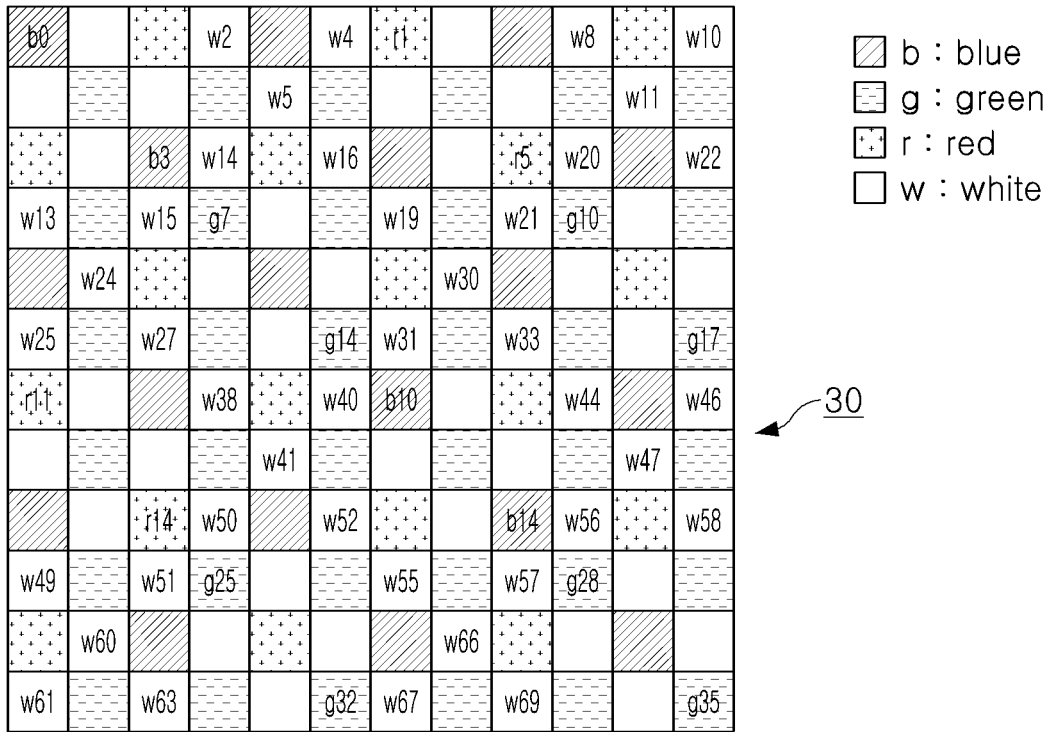 b0 w2 w4 r1 w8 w10
w5 w11
b3 w14 w16 r5 w20 w22
w13 w15 g7 w19 w21 g10
w24 w30
w25 w27 g14 w31 w33 g17
r11 w38 w40 b10 w44 w46
w41 w47
r14 w50 w52 b14 w56 w58
w49 w51 g25 w55 w57 g28
w60 w66
w61 w63 g32 w67 w69 g35
b : blue
g : green
r : red
w : white
30